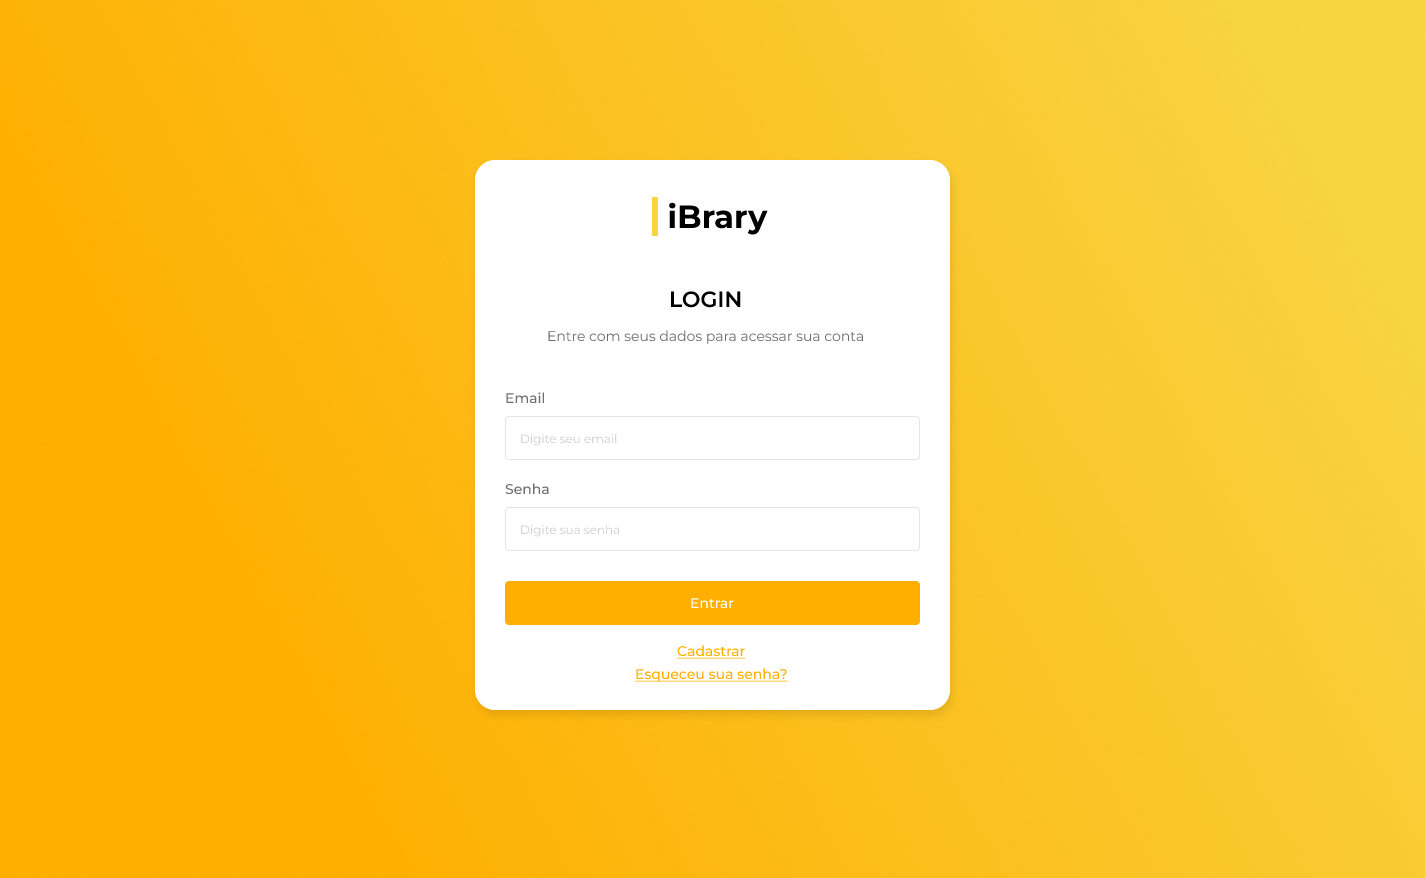 iBrary
LOGIN
Entre com seus dados para acessar sua conta
Email
Digite seu email
Senha
Digite sua senha
Entrar
Cadastrar
Esqueceu sua senha?